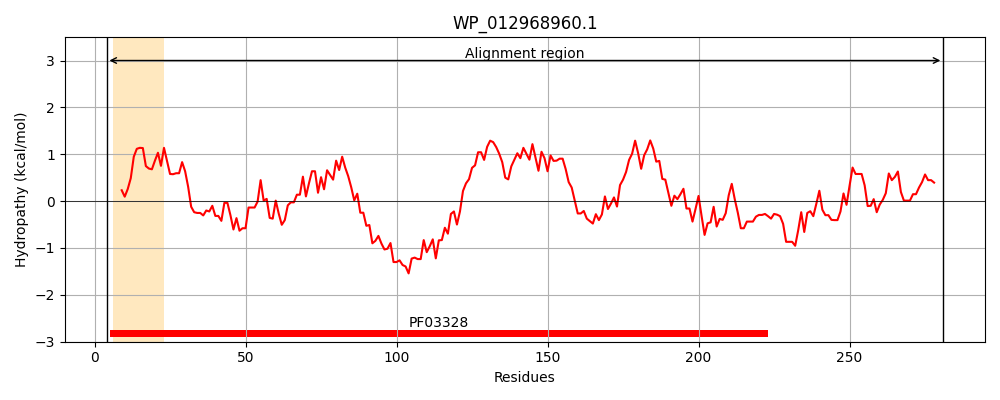 WP_012968960.1
Alignment region
Hydropathy (kcal/mol)
3
2
1
0
−1
−2
−3
PF03328
0 50 100 150 200 250
Residues